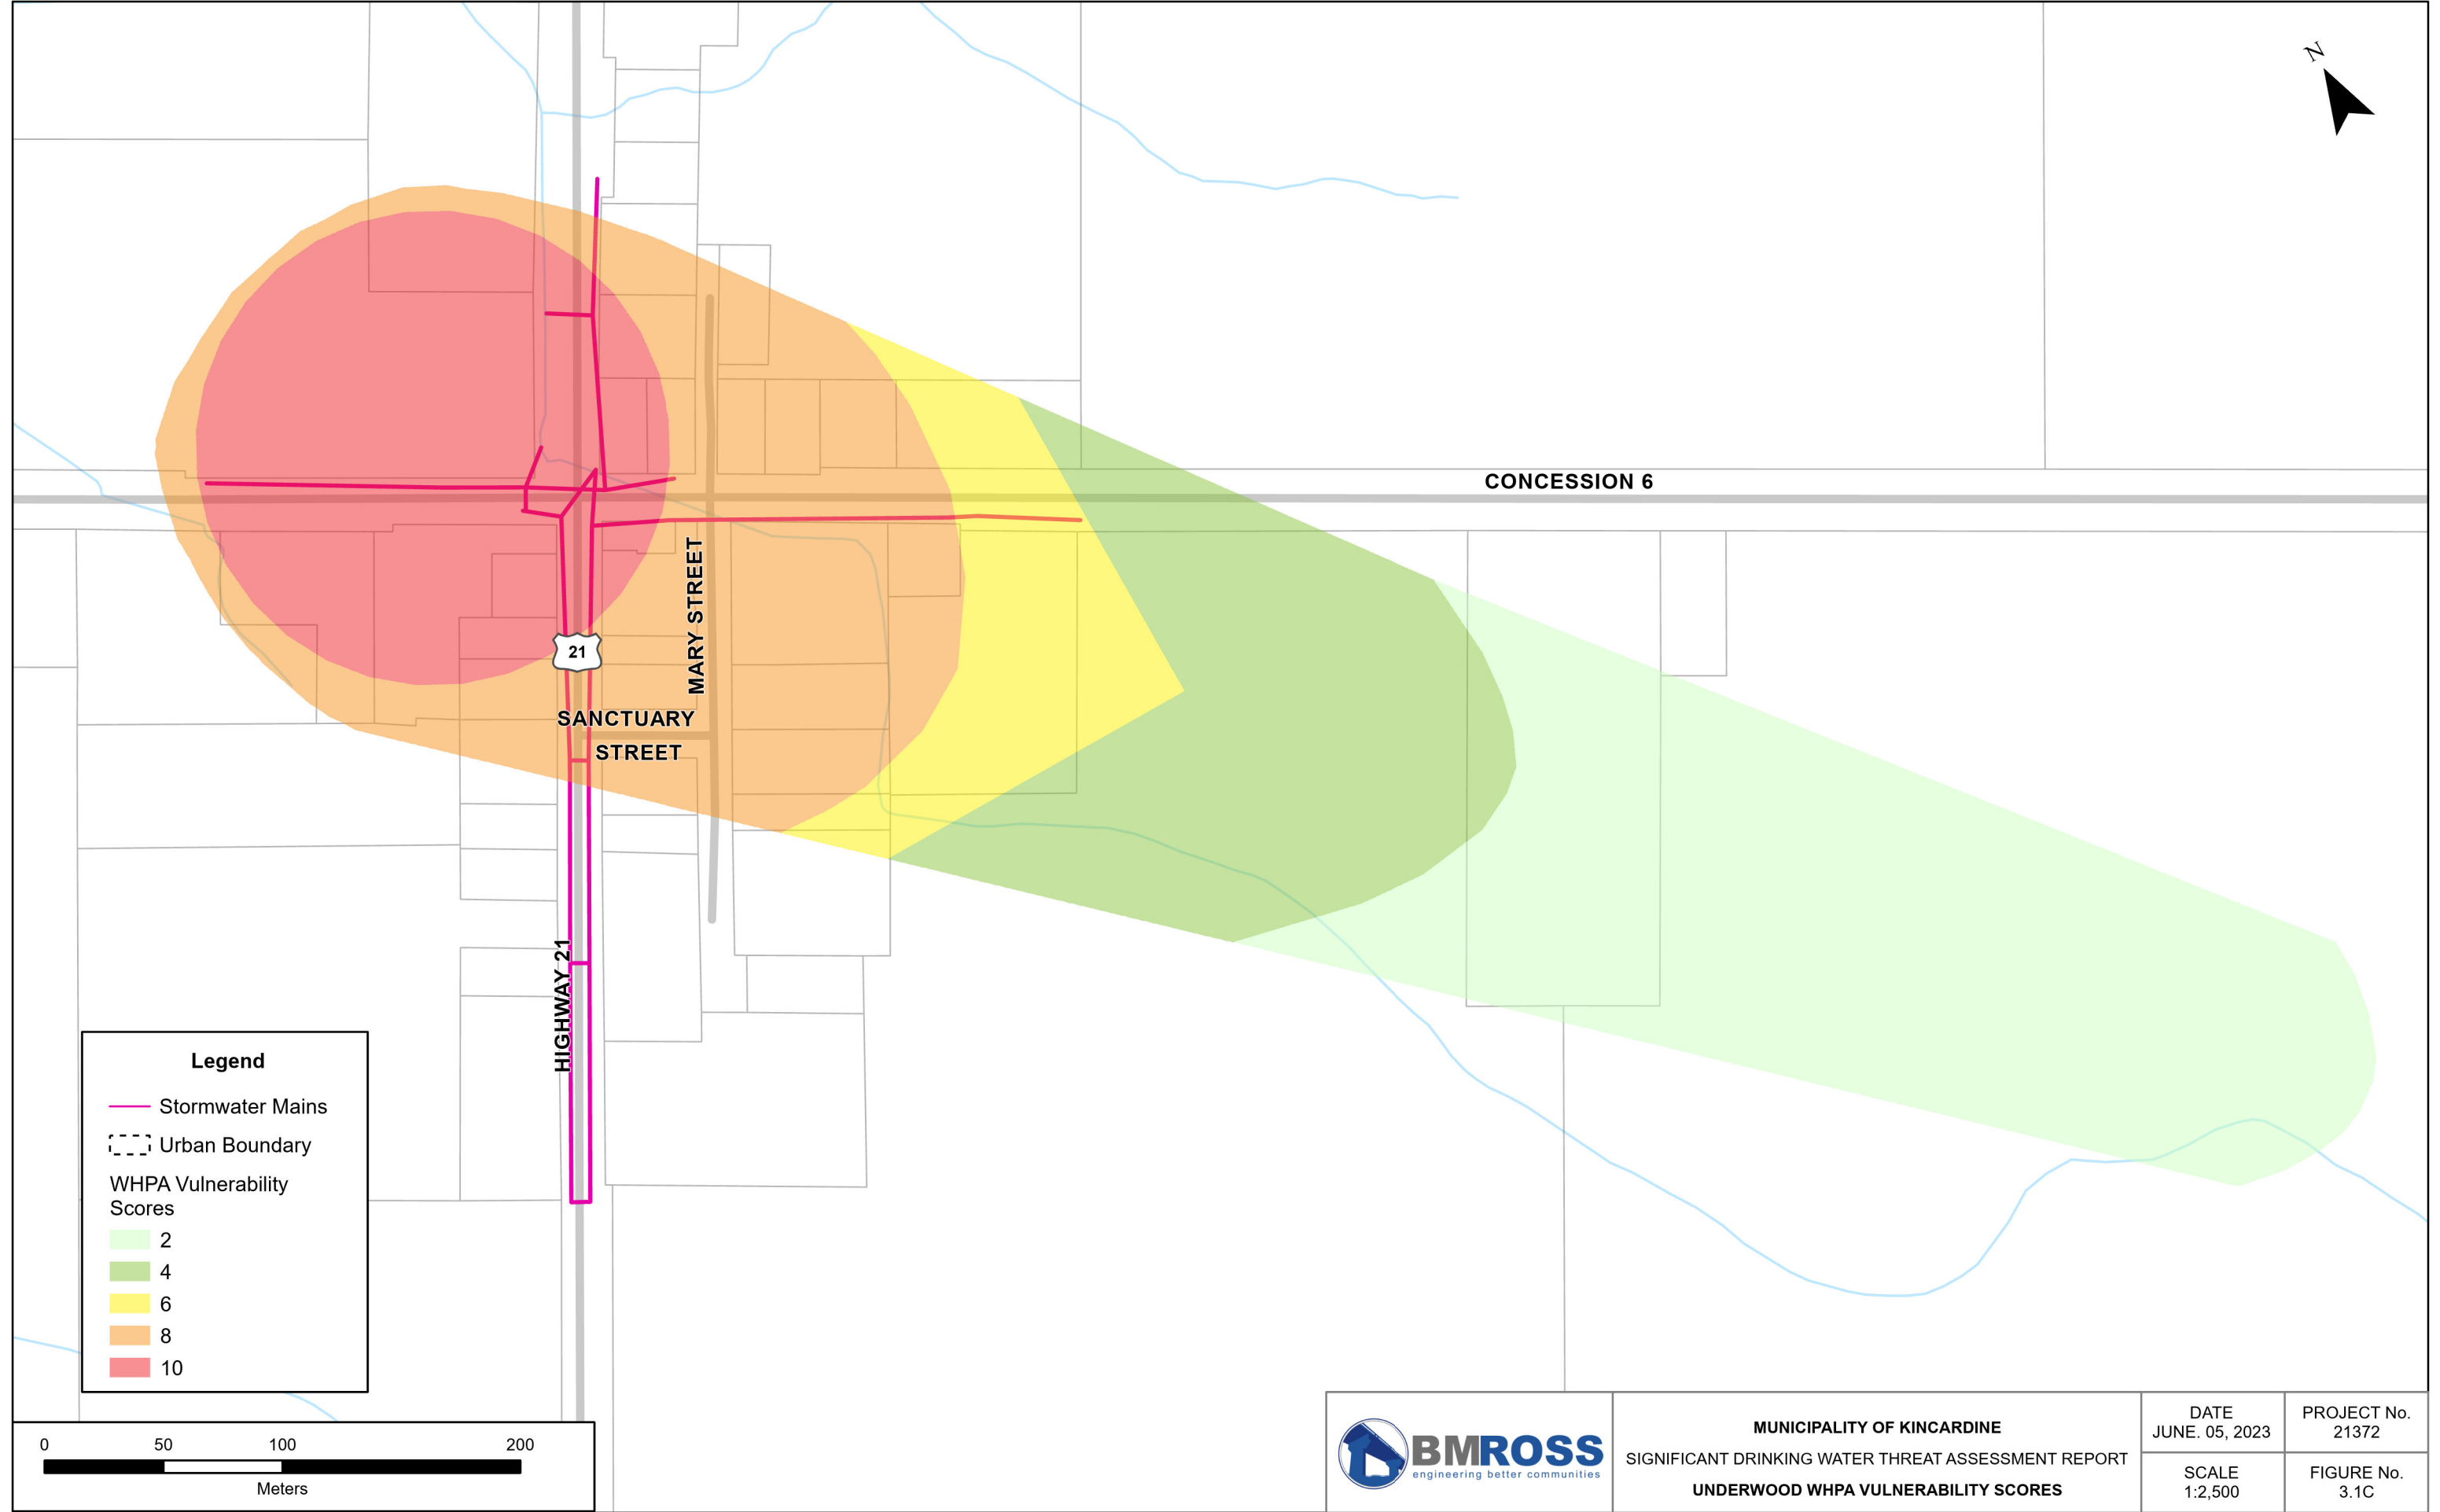 N
CONCESSION 6
MARY STREET
21
SANCTUARY
STREET
HIGHWAY 21
Legend
Stormwater Mains
Urban Boundary
WHPA Vulnerability
Scores
2
4
6
8
10
0 50 100 200
Meters
BMROSS
engineering better communities
MUNICIPALITY OF KINCARDINE
SIGNIFICANT DRINKING WATER THREAT ASSESSMENT REPORT
UNDERWOOD WHPA VULNERABILITY SCORES
DATE
JUNE. 05, 2023
PROJECT No.
21372
SCALE
1:2,500
FIGURE No.
3.1C